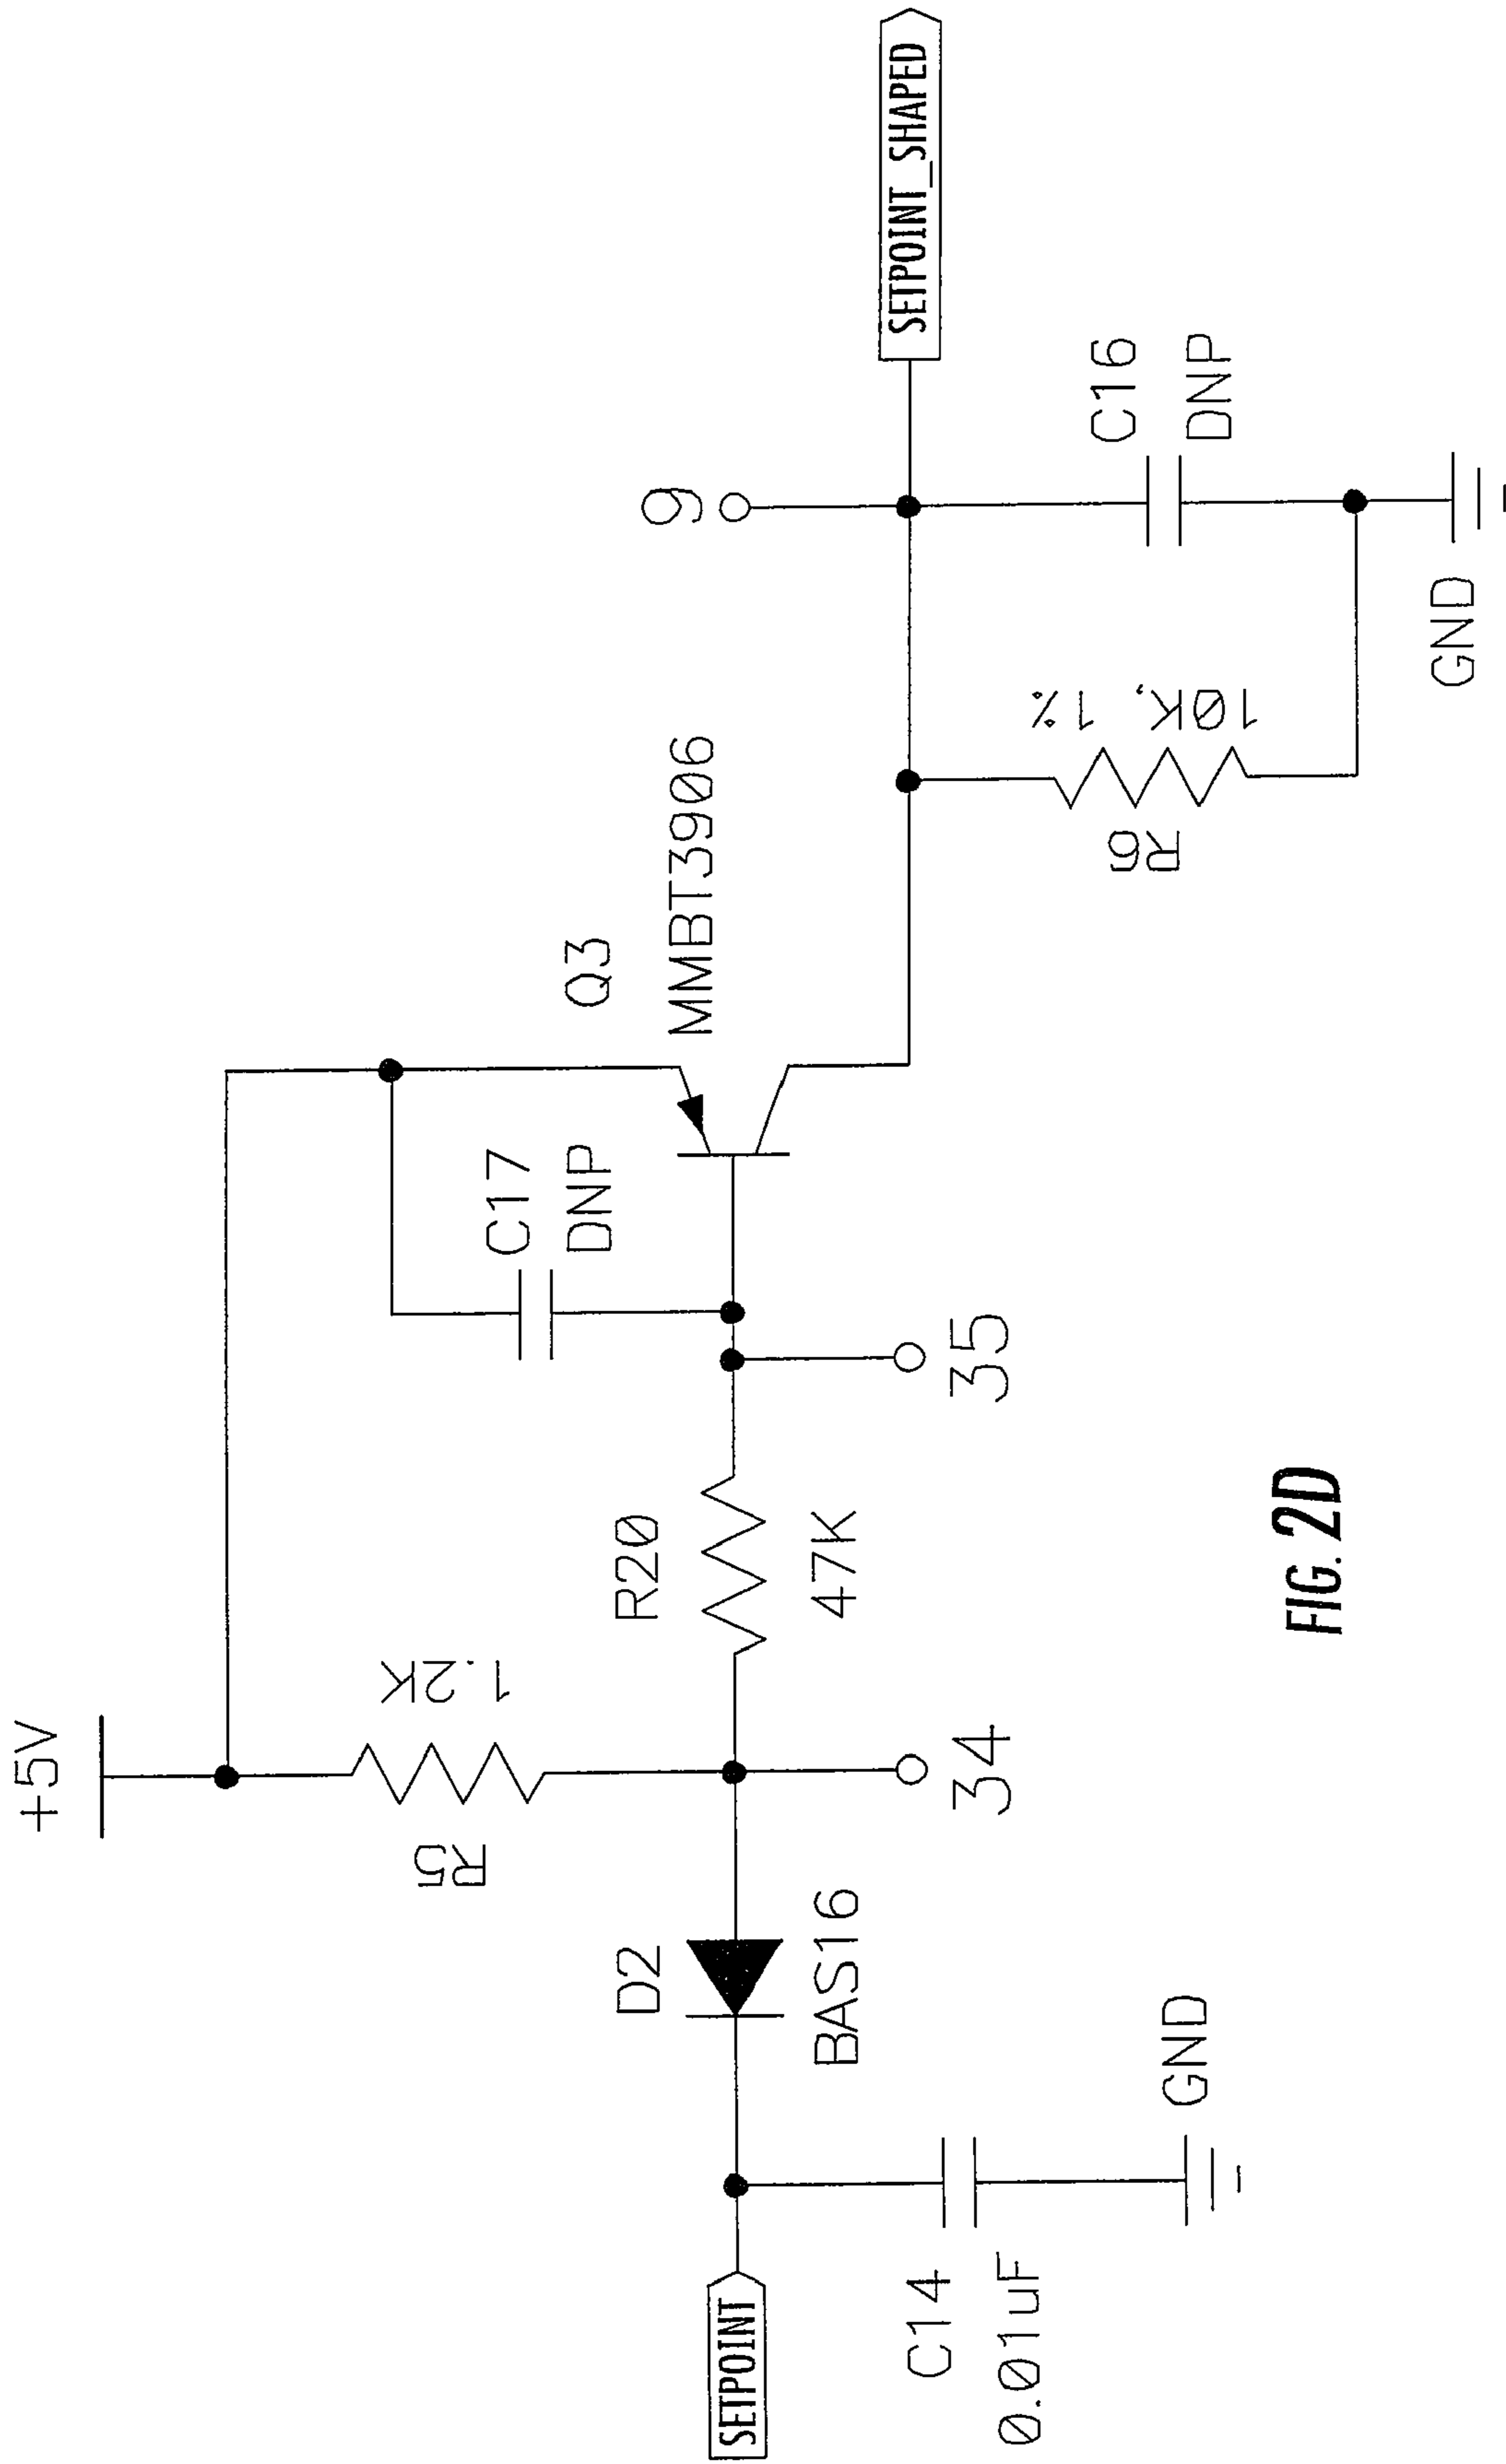 +5V
R5
1.2K
C17
DNP
Q3
MMBT3906
9
SETPOINT_SHAPED
SETPOINT
D2
BAS16
R20
47K
34
35
C14
0.01uF
GND
R6
10K, 1%
C16
DNP
GND
FIG. 2D